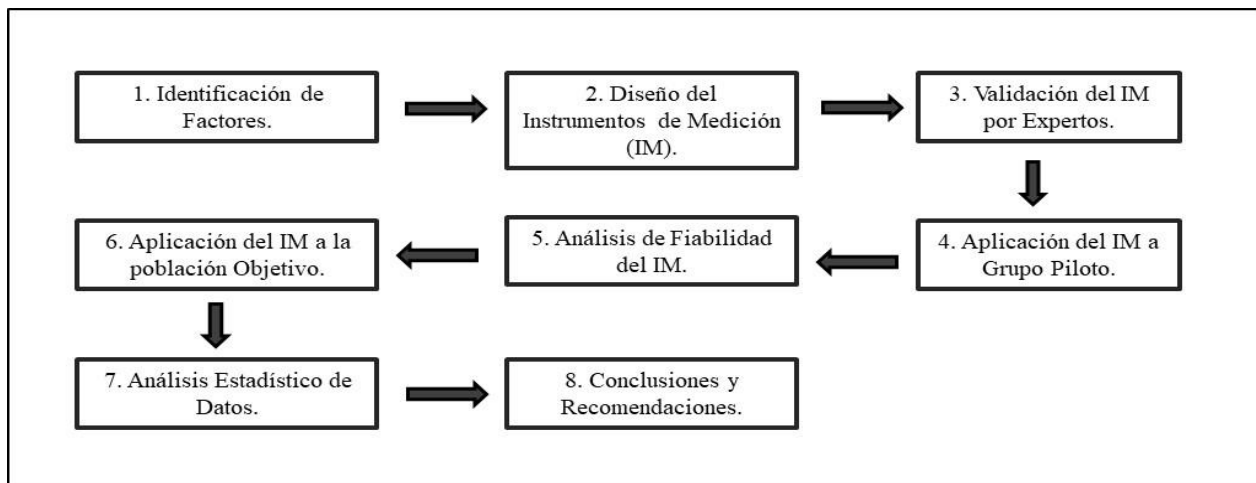 1. Identificación de
Factores.
2. Diseño del
Instrumentos de Medición
(IM).
3. Validación del IM
por Expertos.
4. Aplicación del IM a
Grupo Piloto.
5. Análisis de Fiabilidad
del IM.
6. Aplicación del IM a la
población Objetivo.
7. Análisis Estadístico de
Datos.
8. Conclusiones y
Recomendaciones.